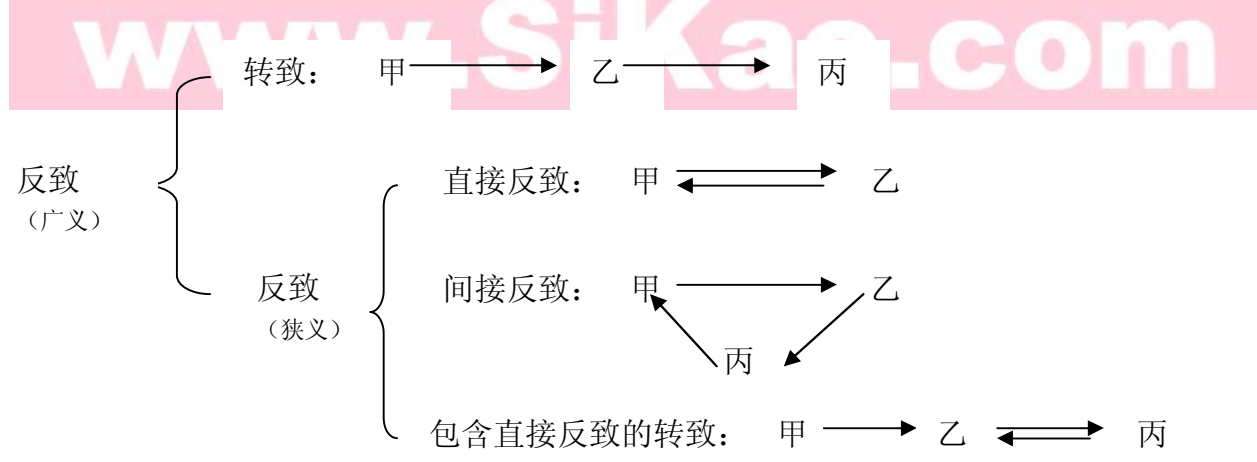 www.SiKao.com
转致： 甲 乙 丙
反致
（广义）
直接反致： 甲 乙
反致
（狭义）
间接反致： 甲 乙
丙
包含直接反致的转致： 甲 乙 丙